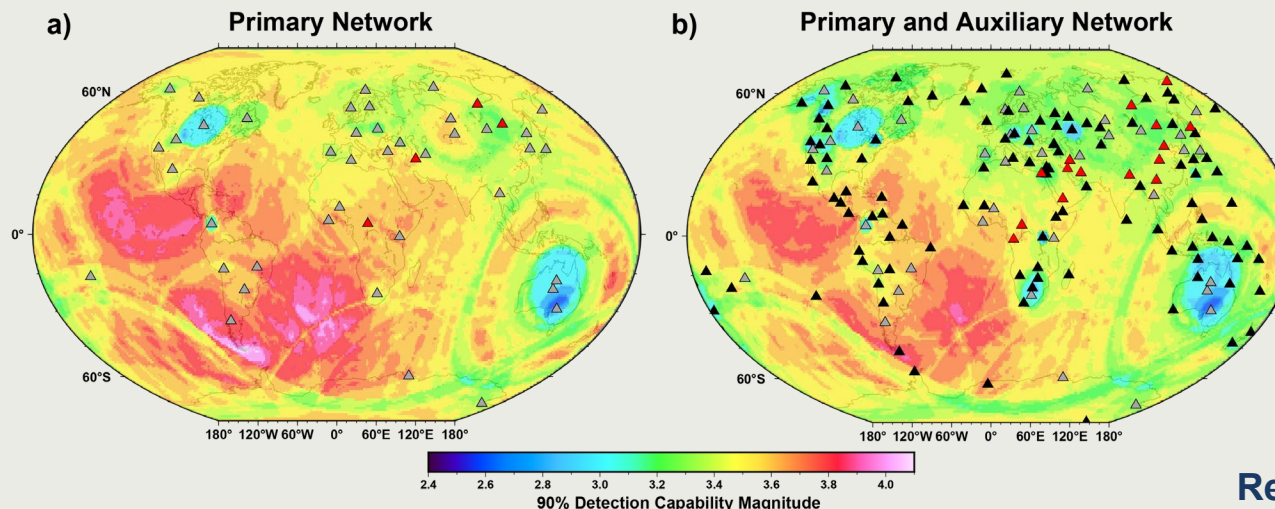 a) Primary Network
b) Primary and Auxiliary Network
60°N
0°
60°S
180° 120°W 60°W 0° 60°E 120°E 180°
60°N
0°
60°S
180° 120°W 60°W 0° 60°E 120°E 180°
2.4 2.6 2.8 3.0 3.2 3.4 3.6 3.8 4.0
90% Detection Capability Magnitude
Re